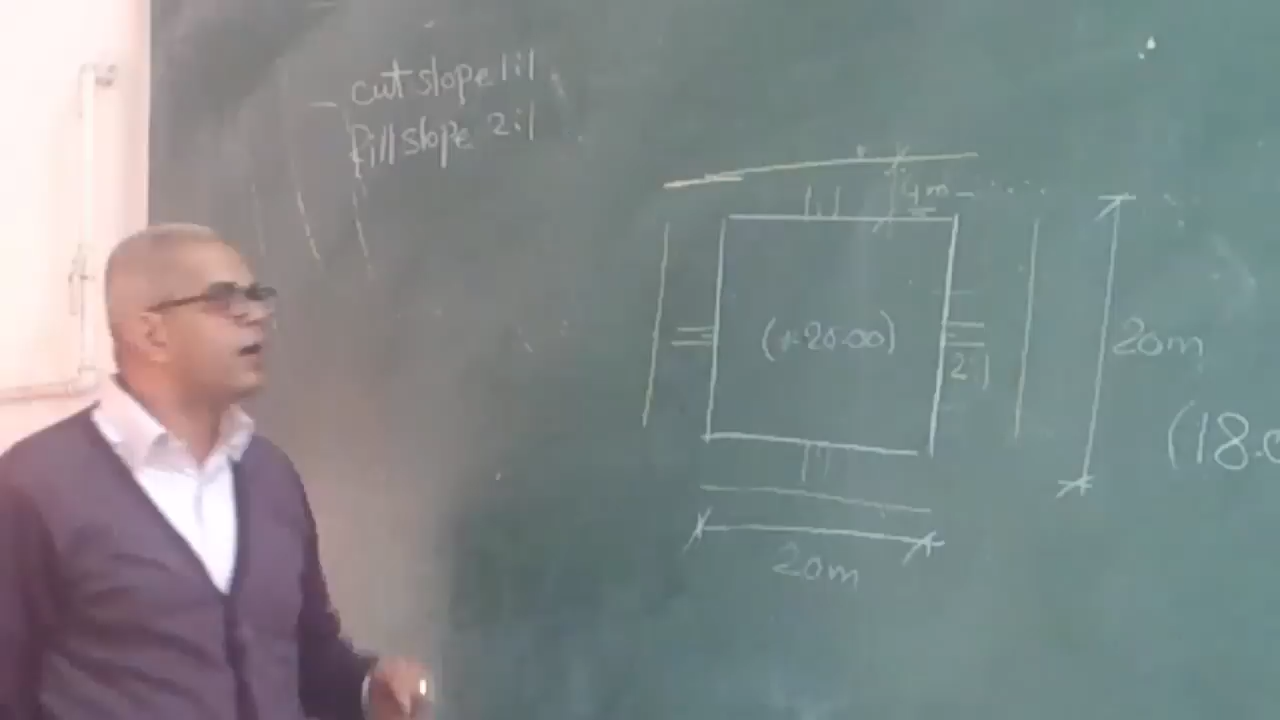 - cut slope 1:1
fill slope 2:1
4m
(+20.00)
2:1
20m
(18.0
20m